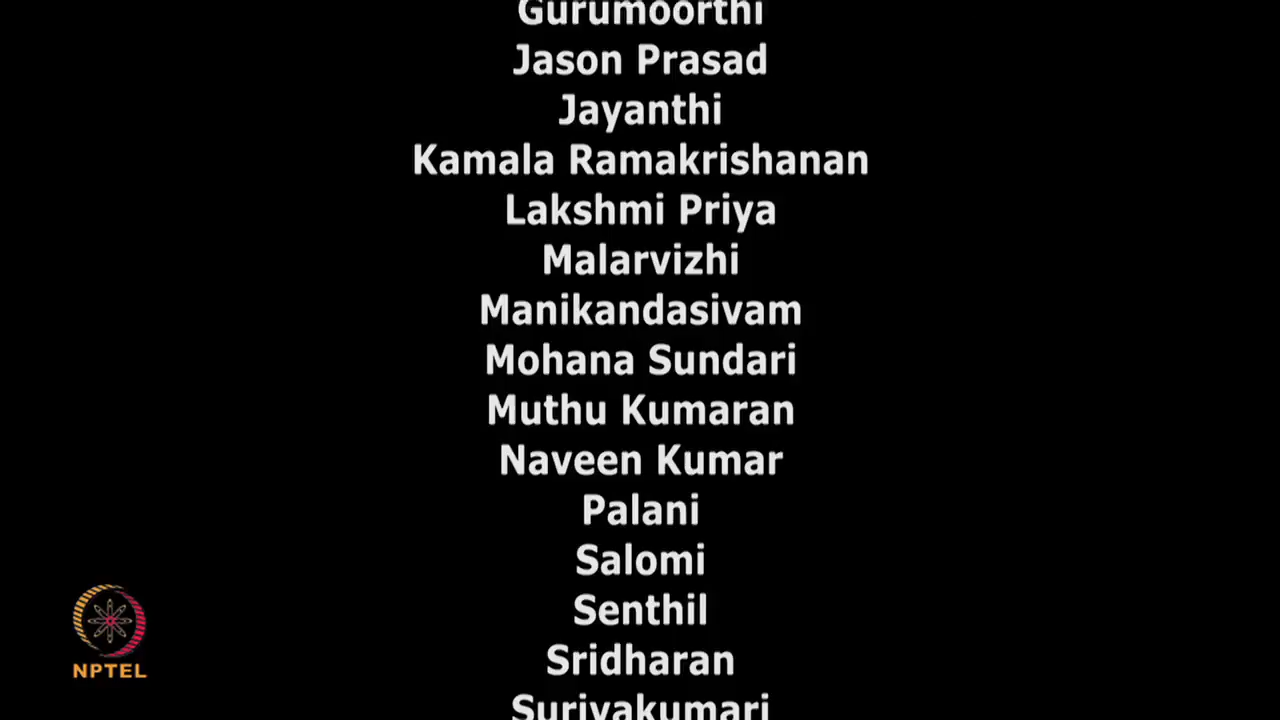 Gurumoorthi
Jason Prasad
Jayanthi
Kamala Ramakrishanan
Lakshmi Priya
Malarvizhi
Manikandasivam
Mohana Sundari
Muthu Kumaran
Naveen Kumar
Palani
Salomi
Senthil
Sridharan
Suriyakumari
NPTEL